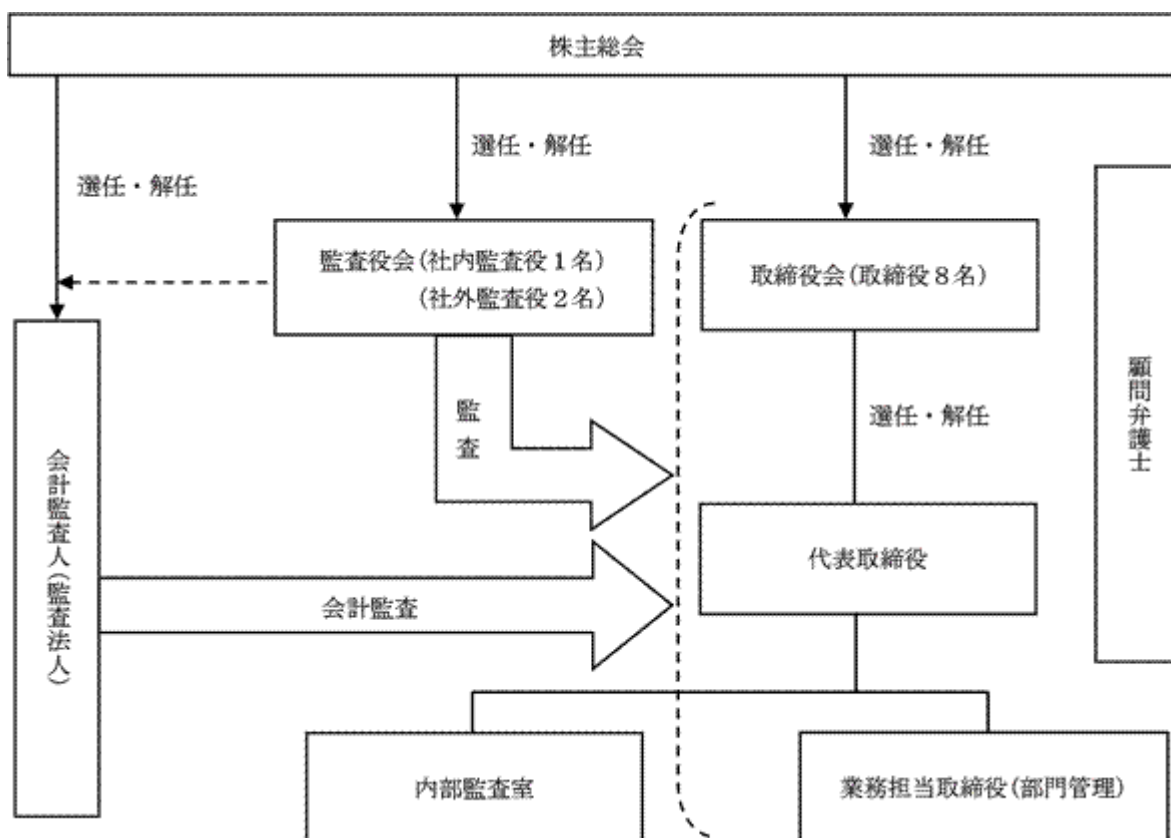 株主総会
選任・解任
選任・解任
選任・解任
監査役会(社内監査役1名)
(社外監査役2名)
取締役会(取締役8名)
顧問弁護士
監査
選任・解任
会計監査人(監査法人)
代表取締役
会計監査
内部監査室
業務担当取締役(部門管理)